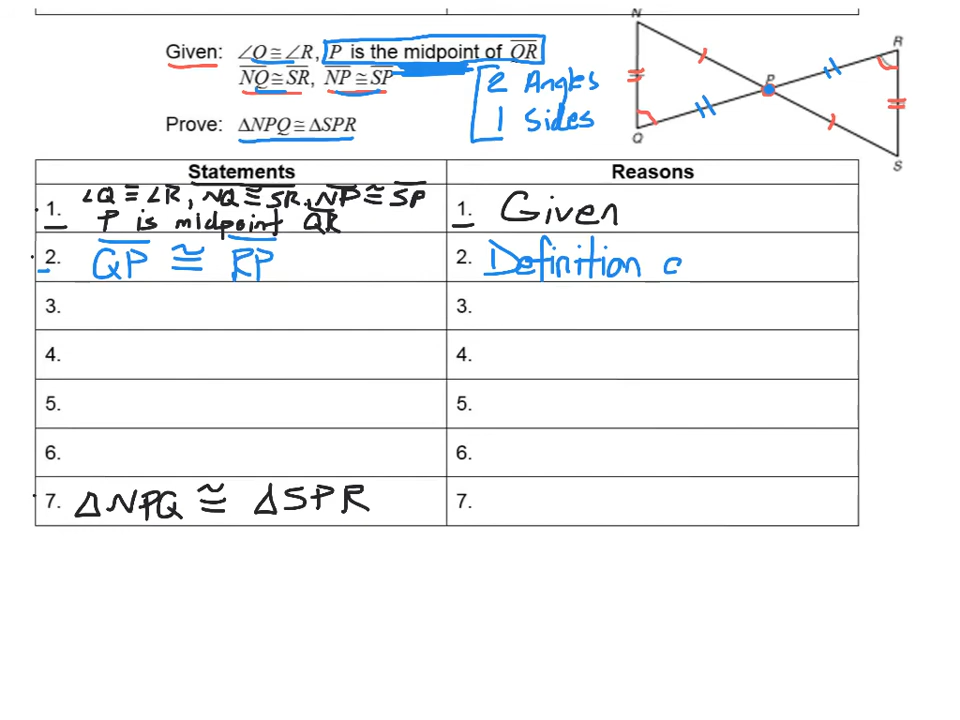 N
Given: ∠Q ≅ ∠R, P is the midpoint of QR
NQ ≅ SR, NP ≅ SP
2 Angles
1 Sides
R
P
Q
S
Prove: ΔNPQ ≅ ΔSPR
Statements Reasons
1. ∠Q ≅ ∠R, NQ ≅ SR, NP ≅ SP
P is midpoint QR
1. Given
2. QP ≅ RP 2. Definition o
3. 3.
4. 4.
5. 5.
6. 6.
7. ΔNPQ ≅ ΔSPR 7.